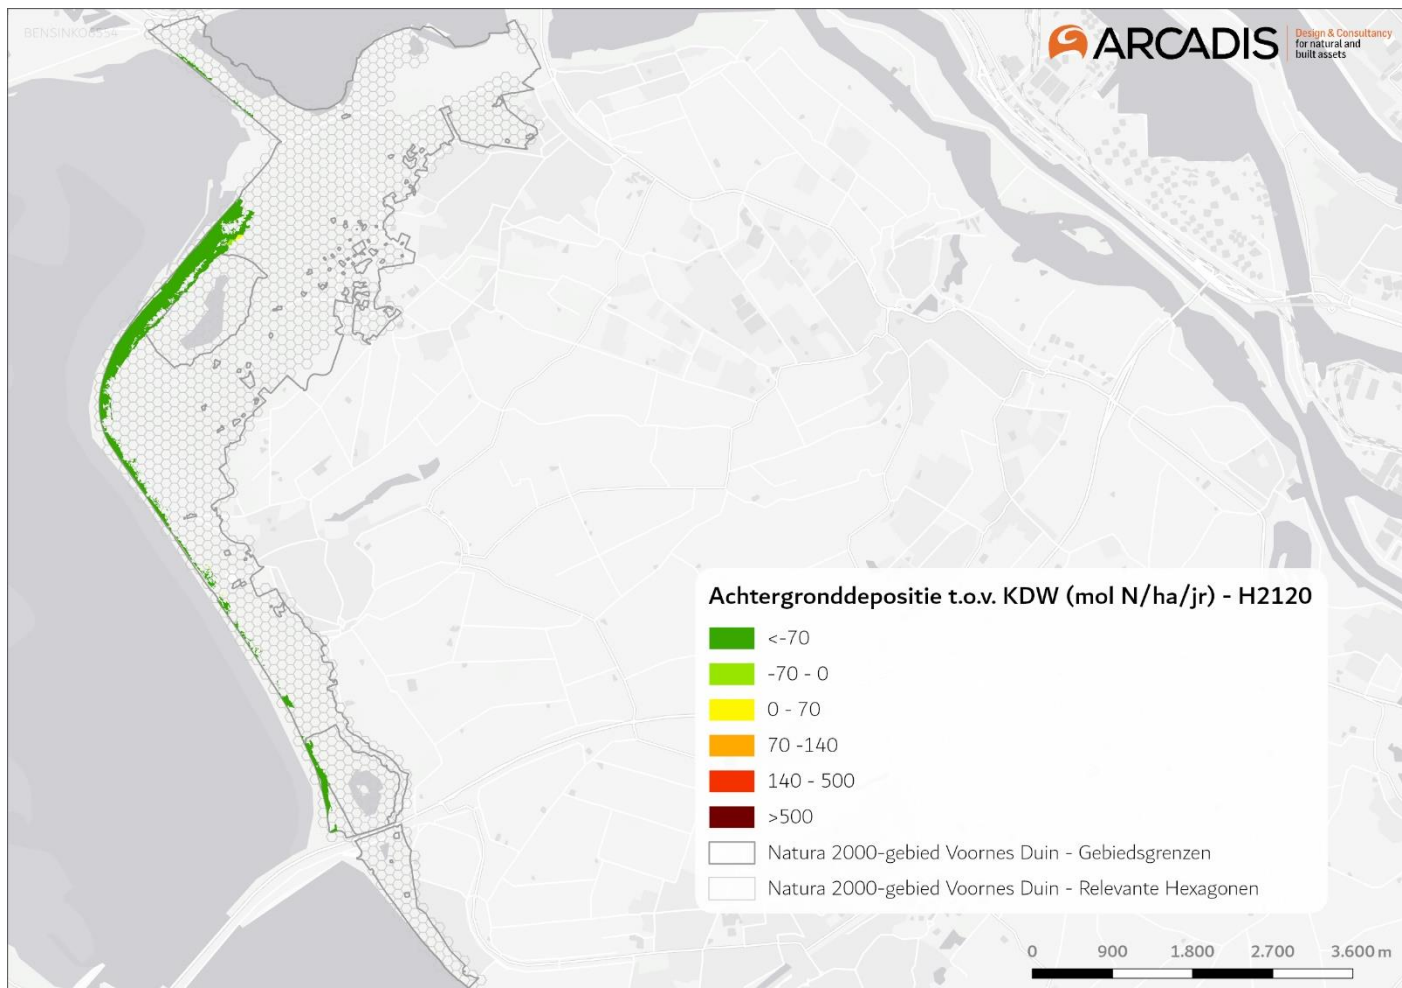 BENSINKO6554
ARCADIS
Design & Consultancy
for natural and
built assets
Achtergronddepositie t.o.v. KDW (mol N/ha/jr) - H2120
<-70
-70 - 0
0 - 70
70 -140
140 - 500
>500
Natura 2000-gebied Voornes Duin - Gebiedsgrenzen
Natura 2000-gebied Voornes Duin - Relevante Hexagonen
0 900 1.800 2.700 3.600 m